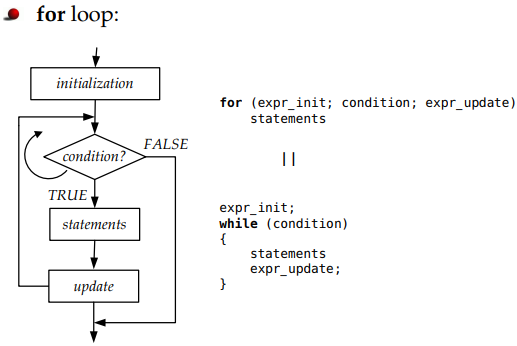 for loop:
initialization
condition?
FALSE
TRUE
statements
update
for (expr_init; condition; expr_update)
    statements
||
expr_init;
while (condition)
{
    statements
    expr_update;
}